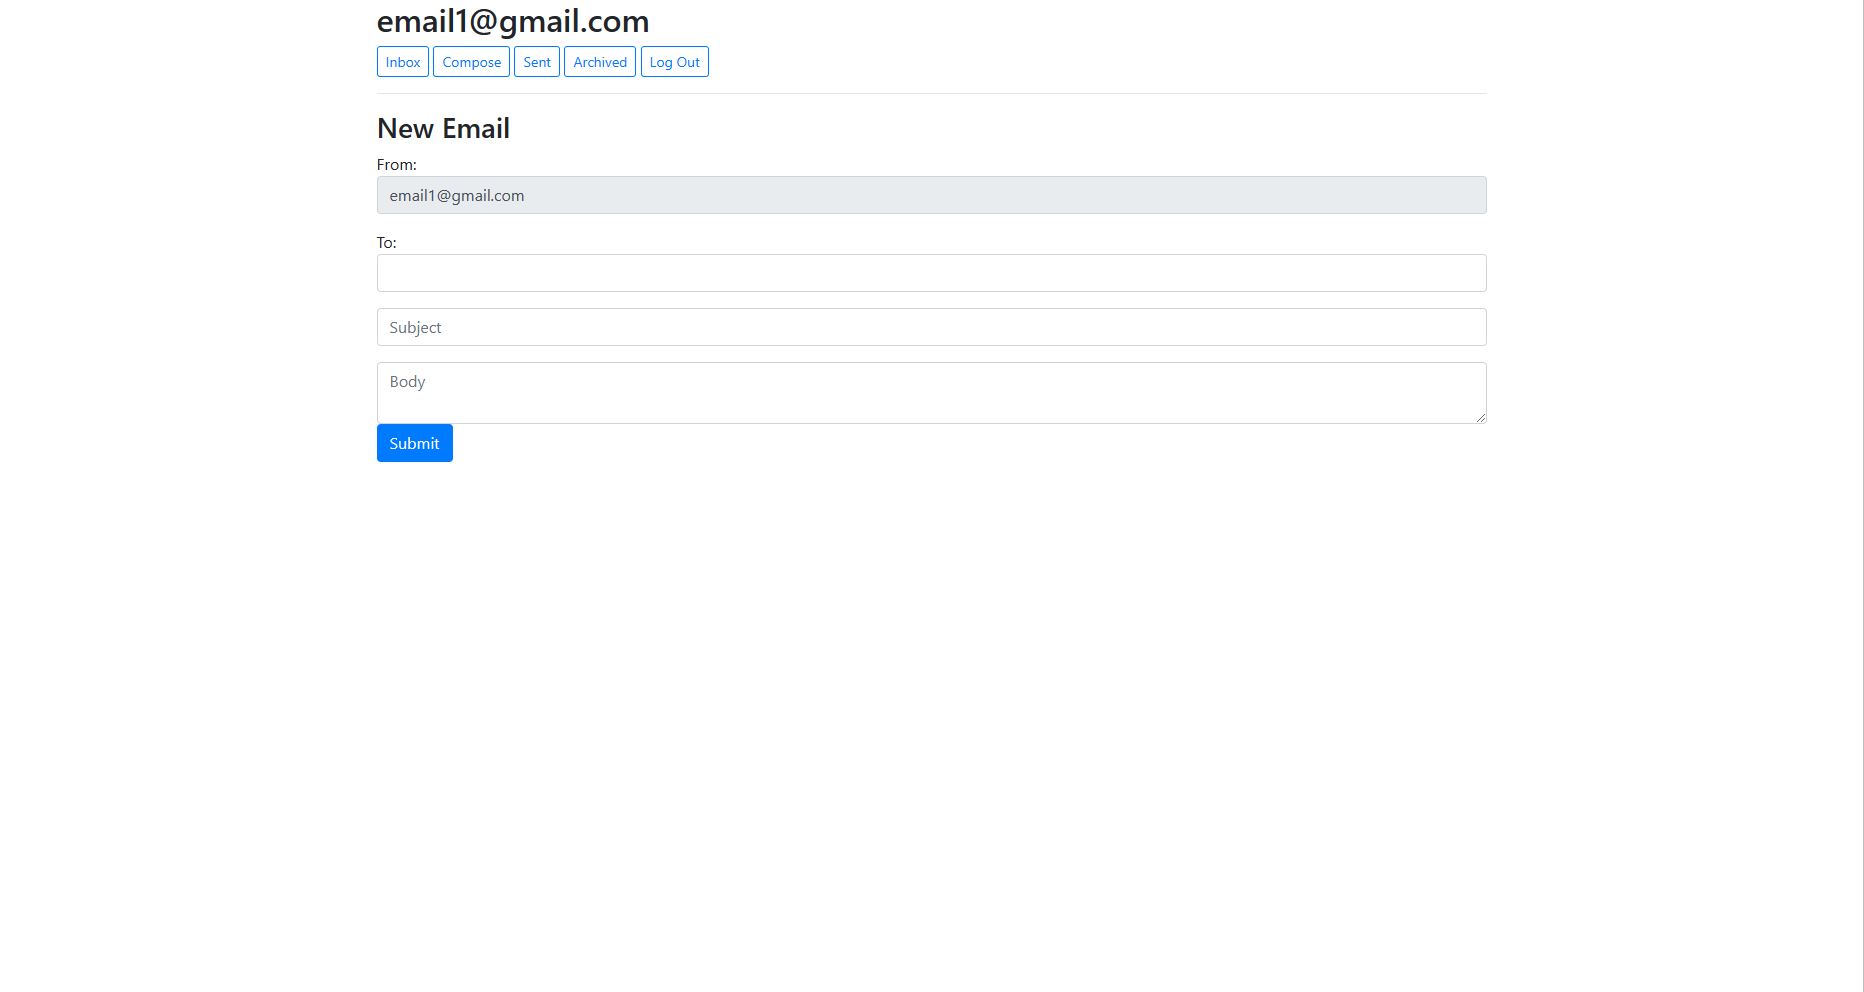 email1@gmail.com
Inbox Compose Sent Archived Log Out
New Email
From:
email1@gmail.com
To:
Subject
Body
Submit